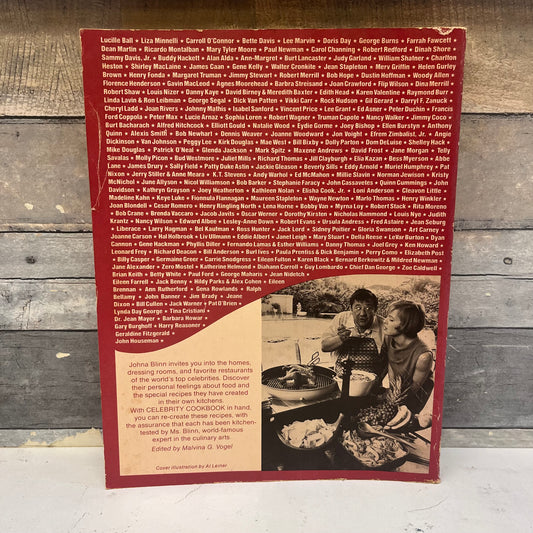 Lucille Ball ★ Liza Minnelli ★ Carroll O'Connor ★ Bette Davis ★ Lee Marvin ★ Doris Day ★ George Burns ★ Farrah Fawcett ★
Dean Martin ★ Ricardo Montalban ★ Mary Tyler Moore ★ Paul Newman ★ Carol Channing ★ Robert Redford ★ Dinah Shore ★
Sammy Davis, Jr ★ Buddy Hackett ★ Alan Alda ★ Ann-Margret ★ Burt Lancaster ★ Judy Garland ★ William Shatner ★ Charlton
Heston ★ Shirley MacLaine ★ James Caan ★ Gene Kelly ★ Walter Cronkite ★ Jean Stapleton ★ Merv Griffin ★ Helen Gurley
Brown ★ Henry Fonda ★ Margaret Truman ★ Jimmy Stewart ★ Robert Merrill ★ Bob Hope ★ Dustin Hoffman ★ Woody Allen ★
Florence Henderson ★ Gavin MacLeod ★ Agnes Moorehead ★ Barbra Streisand ★ Joan Crawford ★ Flip Wilson ★ Dina Merrill ★
Robert Shaw ★ Louis Nizer ★ Danny Kaye ★ David Birney & Meredith Baxter ★ Edith Head ★ Karen Valentine ★ Raymond Burr ★
Linda Lavin & Ron Leibman ★ George Segal ★ Dick Van Patten ★ Vikki Carr ★ Rock Hudson ★ Gil Gerard ★ Darryl F. Zanuck ★
Cheryl Ladd ★ Joan Rivers ★ Johnny Mathis ★ Isabel Sanford ★ Vincent Price ★ Lee Grant ★ Ed Asner ★ Peter Duchin ★ Francis
Ford Coppola ★ Peter Max ★ Lucie Arnaz ★ Sophia Loren ★ Robert Wagner ★ Truman Capote ★ Nancy Walker ★ Jimmy Coco ★
Burt Bacharach ★ Alfred Hitchcock ★ Elliott Gould ★ Natalie Wood ★ Eydie Gorme ★ Joey Bishop ★ Ellen Burstyn ★ Anthony
Quinn ★ Alexis Smith ★ Bob Newhart ★ Dennis Weaver ★ Joanne Woodward ★ Jon Voight ★ Efrem Zimbalist, Jr ★ Angie
Dickinson ★ Van Johnson ★ Peggy Lee ★ Kirk Douglas ★ Mae West ★ Bill Bixby ★ Dolly Parton ★ Dom DeLuise ★ Shelley Hack ★
Mike Douglas ★ Patrick O'Neal ★ Glenda Jackson ★ Mark Spitz ★ Maxene Andrews ★ David Frost ★ Jane Morgan ★ Telly
Savalas ★ Molly Picon ★ Bud Westmore ★ Juliet Mills ★ Richard Thomas ★ Jill Clayburgh ★ Elia Kazan ★ Bess Myerson ★ Abbe
Lane ★ James Drury ★ Sally Field ★ Patty Duke Astin ★ Jackie Gleason ★ Beverly Sills ★ Eddy Arnold ★ Muriel Humphrey ★ Pat
Nixon ★ Jerry Stiller & Anne Meara ★ K.T. Stevens ★ Andy Warhol ★ Ed McMahon ★ Millie Slavin ★ Norman Jewison ★ Kristy
McNichol ★ June Allyson ★ Nicol Williamson ★ Bob Barker ★ Stephanie Faracy ★ John Cassavetes ★ Quinn Cummings ★ John
Davidson ★ Kathryn Grayson ★ Joey Heatherton ★ Kathleen Nolan ★ Elisha Cook, Jr ★ Loni Anderson ★ Cleavon Little ★
Madeline Kahn ★ Keye Luke ★ Fionnula Flannagan ★ Maureen Stapleton ★ Wayne Newton ★ Marlo Thomas ★ Henry Winkler ★
Joan Blondell ★ Cesar Romero ★ Henry Ringling North ★ Lena Horne ★ Bobby Van ★ Myrna Loy ★ Robert Stack ★ Rita Moreno
★ Bob Crane ★ Brenda Vaccaro ★ Jacob Javits ★ Oscar Werner ★ Dorothy Kirsten ★ Nicholas Hammond ★ Louis Nye ★ Judith
Krantz ★ Nancy Wilson ★ Edward Albee ★ Lesley-Anne Down ★ Robert Evans ★ Ursula Andress ★ Fred Astaire ★ Jean Seburg
★ Liberace ★ Larry Hagman ★ Bel Kaufman ★ Ross Hunter ★ Jack Lord ★ Sidney Poitier ★ Gloria Swanson ★ Art Carney ★
Joanne Carson ★ Hal Holbrook ★ Liv Ullmann ★ Eddie Albert ★ Janet Leigh ★ Mary Stuart ★ Della Reese ★ LeVar Burton ★ Dyan
Cannon ★ Gene Hackman ★ Phyllis Diller ★ Fernando Lamas & Esther Williams ★ Danny Thomas ★ Joel Grey ★ Ken Howard ★
Leonard Frey ★ Richard Deacon ★ Bill Anderson ★ Burl Ives ★ Paula Prentiss & Dick Benjamin ★ Perry Como ★ Elizabeth Post
★ Billy Casper ★ Germaine Greer ★ Carrie Snodgress ★ Eileen Fulton ★ Karen Black ★ Bernard Berkowitz & Mildred Newman ★
Jane Alexander ★ Zero Mostel ★ Katherine Helmond ★ Diahann Carroll ★ Guy Lombardo ★ Chief Dan George ★ Zoe Caldwell
Brian Keith ★ Betty White ★ Paul Ford ★ George Maharis ★ Jean Nidetch ★
Eileen Farrell ★ Jack Benny ★ Hildy Parks & Alex Cohen ★ Eileen
Brennan ★ Ann Rutherford ★ Gena Rowlands ★ Ralph
Bellamy ★ John Banner ★ Jim Brady ★ Jeane
Dixon ★ Bill Cullen ★ Jack Warner ★ Pat O'Brien ★
Lynda Day George ★ Tina Cristiani ★
Dr. Jean Mayer ★ Barbara Howar ★
Gary Burghoff ★ Harry Reasoner ★
Geraldine Fitzgerald ★
John Houseman ★
Johna Blinn invites you into the homes,
dressing rooms, and favorite restaurants
of the world's top celebrities. Discover
their personal feelings about food and
the special recipes they have created
in their own kitchens.
With CELEBRITY COOKBOOK in hand,
you can re-create these recipes, with
the assurance that each has been kitchen-
tested by Ms. Blinn, world-famous
expert in the culinary arts.
Edited by Malvina G. Vogel
Cover illustration by Al Leiner